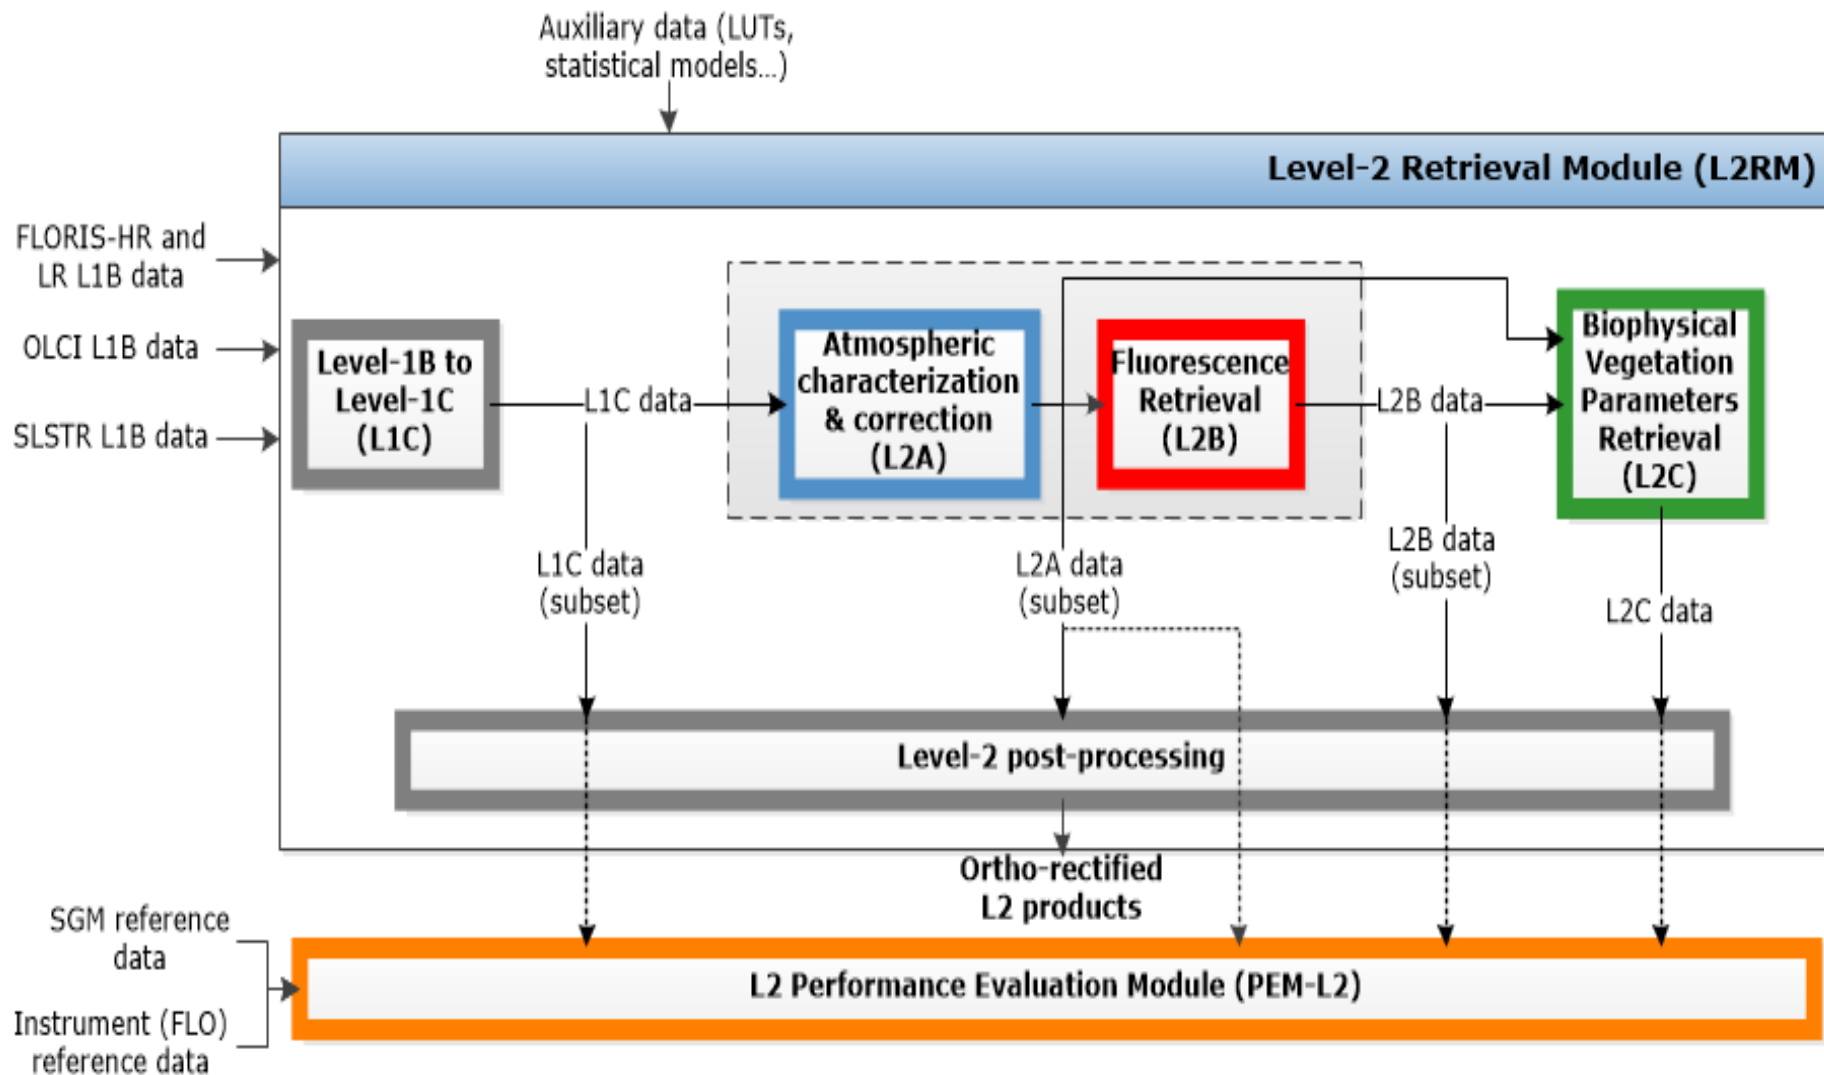 Auxiliary data (LUTs,
statistical models...)
Level-2 Retrieval Module (L2RM)
FLORIS-HR and
LR L1B data
OLCI L1B data
SLSTR L1B data
Level-1B to
Level-1C
(L1C)
L1C data
Atmospheric
characterization
& correction
(L2A)
Fluorescence
Retrieval
(L2B)
L2B data
Biophysical
Vegetation
Parameters
Retrieval
(L2C)
L1C data
(subset)
L2A data
(subset)
L2B data
(subset)
L2C data
Level-2 post-processing
Ortho-rectified
L2 products
SGM reference
data
Instrument (FLO)
reference data
L2 Performance Evaluation Module (PEM-L2)